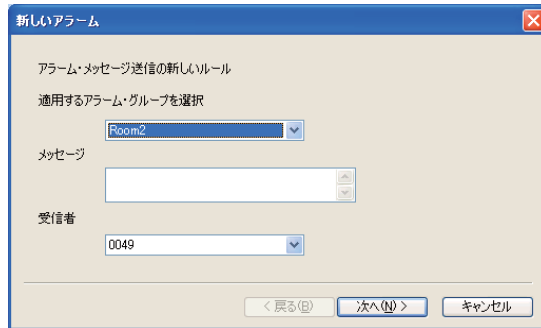 新しいアラーム
アラーム・メッセージ送信の新しいルール
適用するアラーム・グループを選択
Room2
メッセージ
受信者
0049
< 戻る(B) 次へ(N) > キャンセル